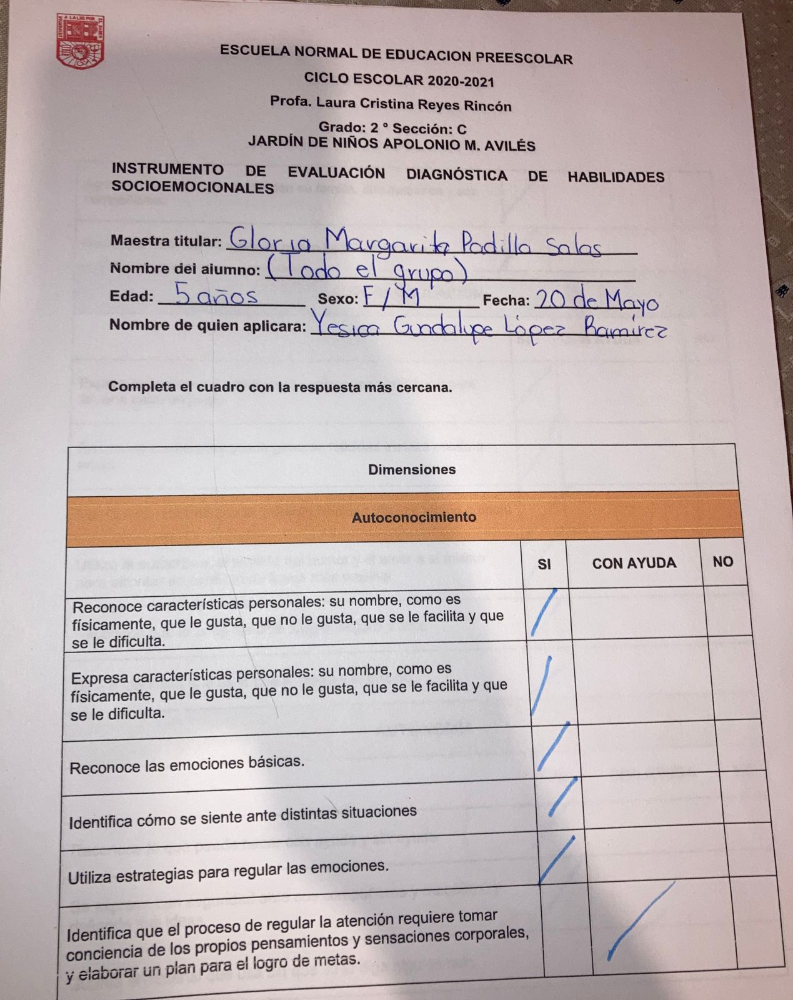 A LA LUZ POR
EL SABER
ESCUELA NORMAL DE EDUCACION PREESCOLAR
CICLO ESCOLAR 2020-2021
Profa. Laura Cristina Reyes Rincón
Grado: 2 ° Sección: C
JARDÍN DE NIÑOS APOLONIO M. AVILÉS
INSTRUMENTO DE EVALUACIÓN DIAGNÓSTICA DE HABILIDADES
SOCIOEMOCIONALES
Maestra titular: Gloria Margarita Padilla Salas
Nombre del alumno: (Todo el grupo)
Edad: 5 años Sexo: F/M Fecha: 20 de Mayo
Nombre de quien aplicara: Yesica Guadalupe López Ramírez
Completa el cuadro con la respuesta más cercana.
Dimensiones
Autoconocimiento
SI CON AYUDA NO
Reconoce características personales: su nombre, como es
físicamente, que le gusta, que no le gusta, que se le facilita y que
se le dificulta.
Expresa características personales: su nombre, como es
físicamente, que le gusta, que no le gusta, que se le facilita y que
se le dificulta.
Reconoce las emociones básicas.
Identifica cómo se siente ante distintas situaciones
Utiliza estrategias para regular las emociones.
Identifica que el proceso de regular la atención requiere tomar
conciencia de los propios pensamientos y sensaciones corporales,
y elaborar un plan para el logro de metas.